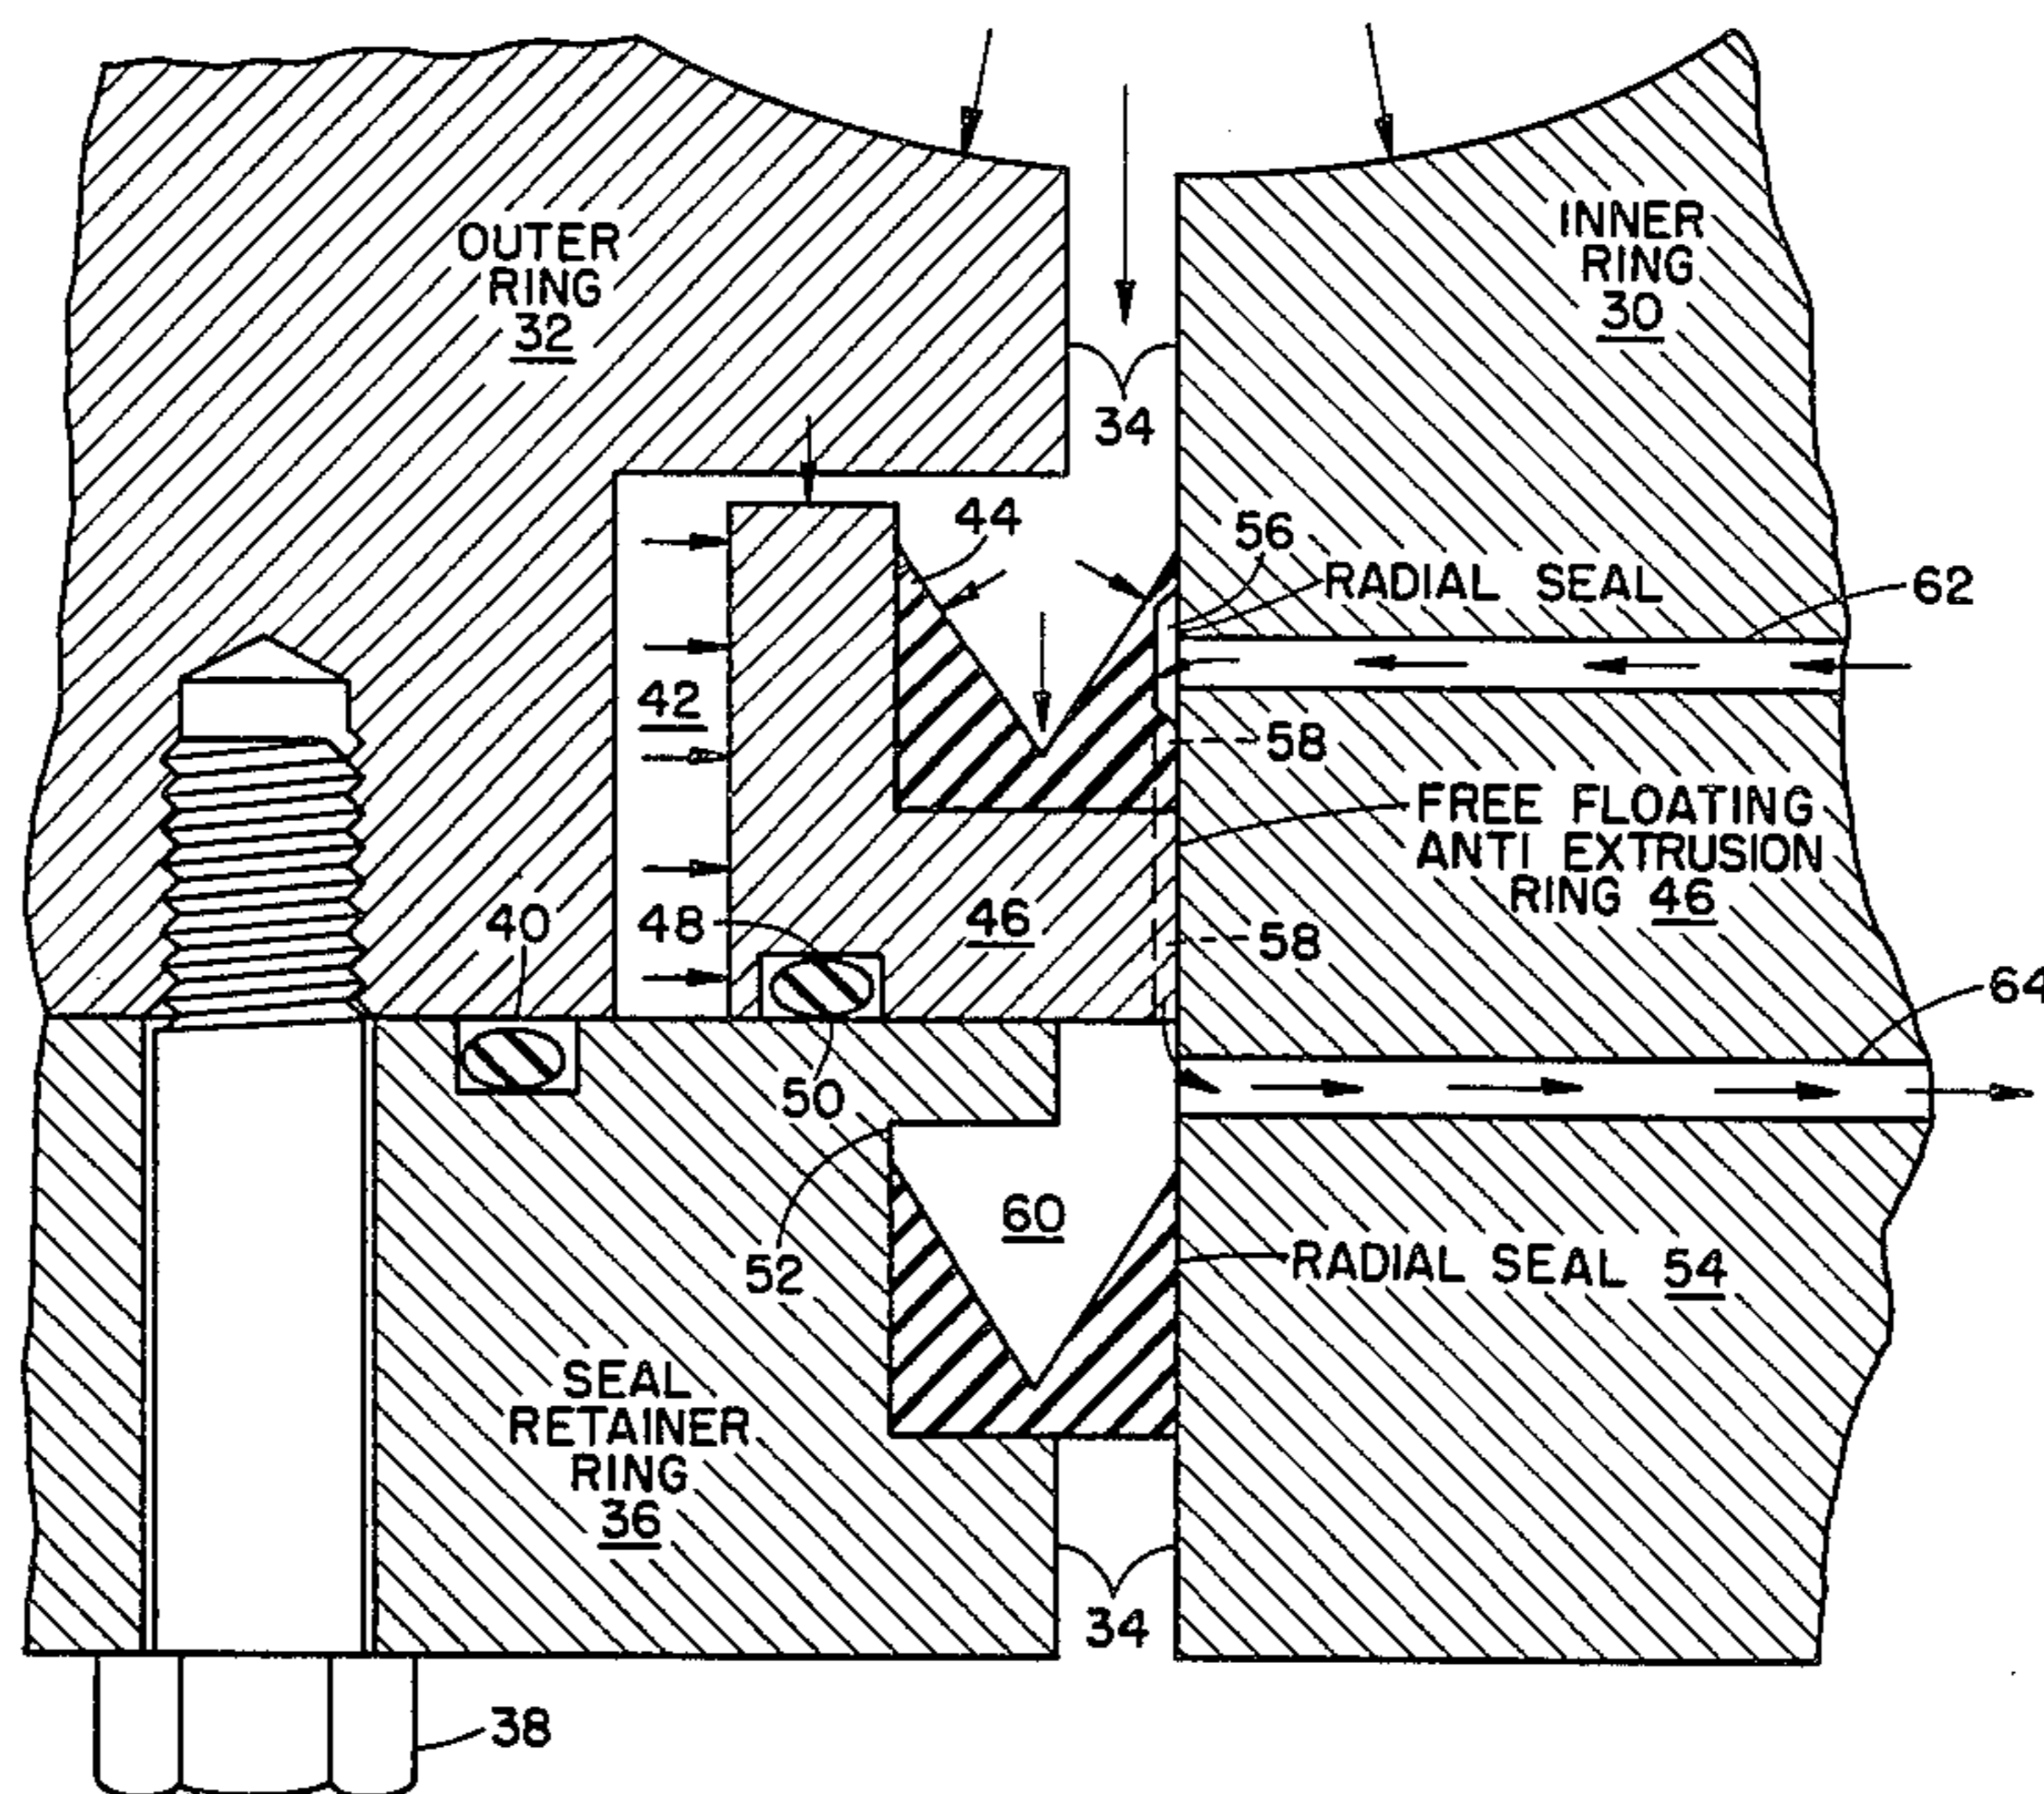 OUTER
RING
32
INNER
RING
30
34
44
56
RADIAL SEAL
62
42
58
FREE FLOATING
ANTI EXTRUSION
RING 46
40
48
46
58
64
50
60
52
RADIAL SEAL 54
SEAL
RETAINER
RING
36
34
38